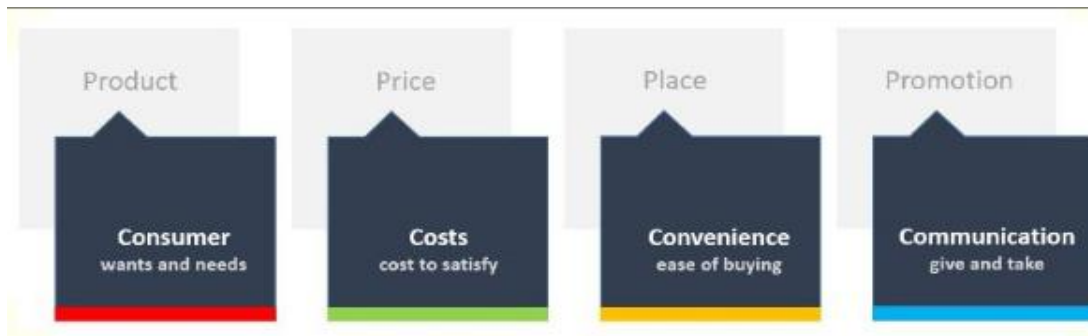 Product
Price
Place
Promotion
Consumer
wants and needs
Costs
cost to satisfy
Convenience
ease of buying
Communication
give and take